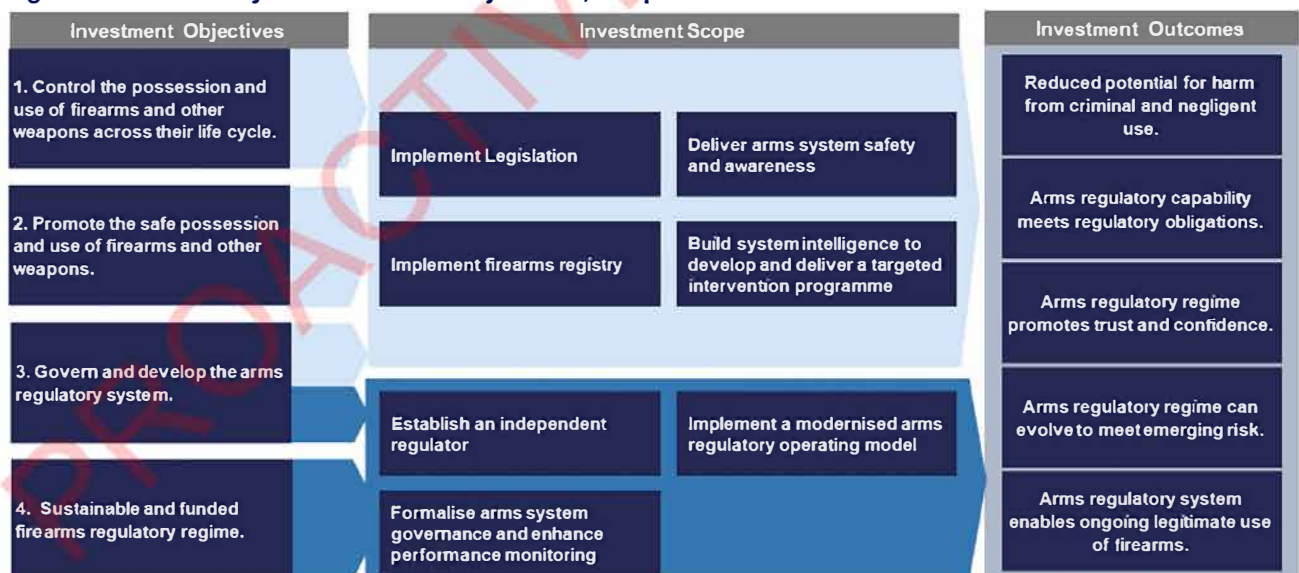 Investment Objectives
Investment Scope
Investment Outcomes
1. Control the possession and
use of firearms and other
weapons across their life cycle.
2. Promote the safe possession
and use of firearms and other
weapons.
3. Govern and develop the arms
regulatory system.
4. Sustainable and funded
firearms regulatory regime.
Implement Legislation
Deliver arms system safety
and awareness
Implement firearms registry
Build system intelligence to
develop and deliver a targeted
intervention programme
Establish an independent
regulator
Implement a modernised arms
regulatory operating model
Formalise arms system
governance and enhance
performance monitoring
Reduced potential for harm
from criminal and negligent
use.
Arms regulatory capability
meets regulatory obligations.
Arms regulatory regime
promotes trust and confidence.
Arms regulatory regime can
evolve to meet emerging risk.
Arms regulatory system
enables ongoing legitimate use
of firearms.
PROACTIV